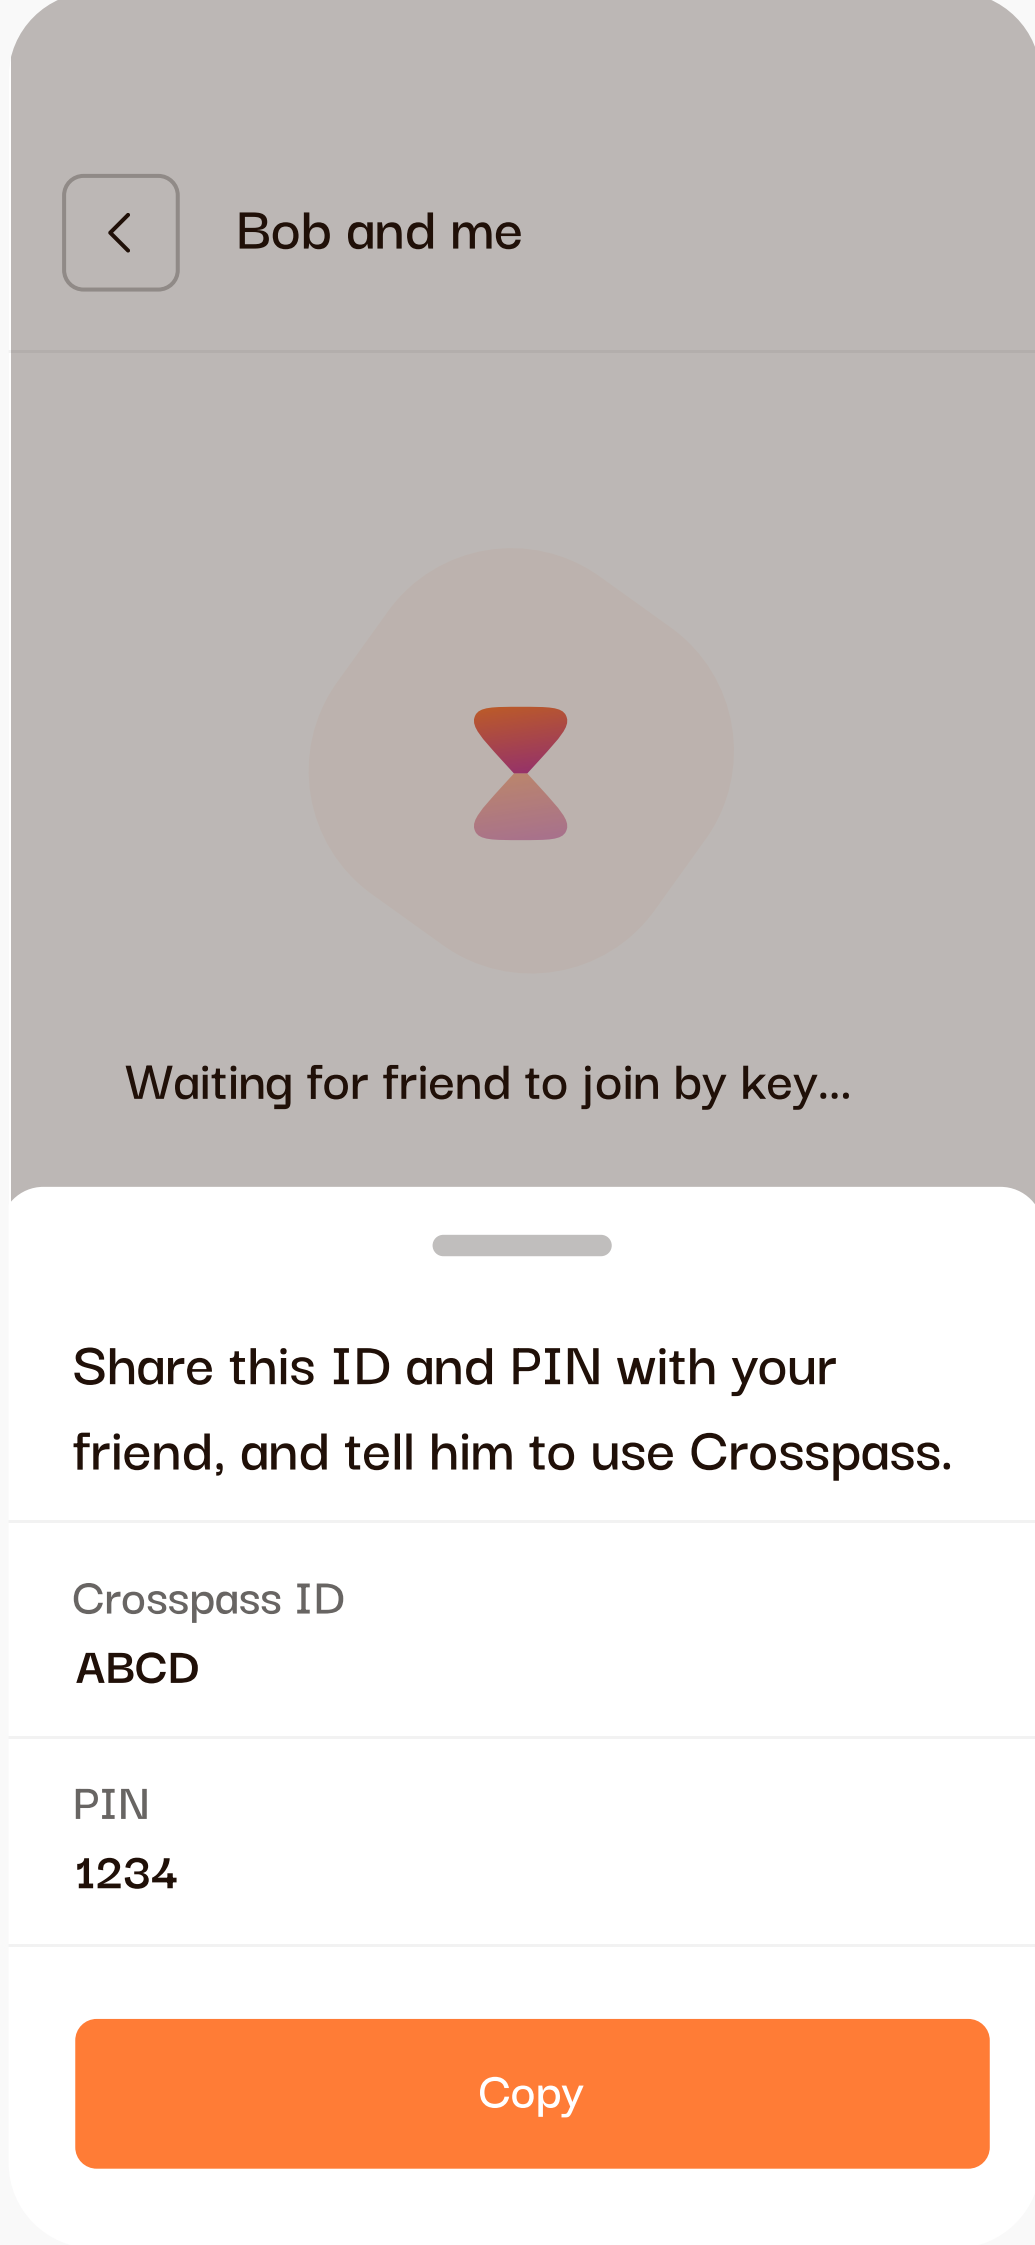 Bob and me
Waiting for friend to join by key...
Share this ID and PIN with your
friend, and tell him to use Crosspass.
Crosspass ID
ABCD
PIN
1234
Copy